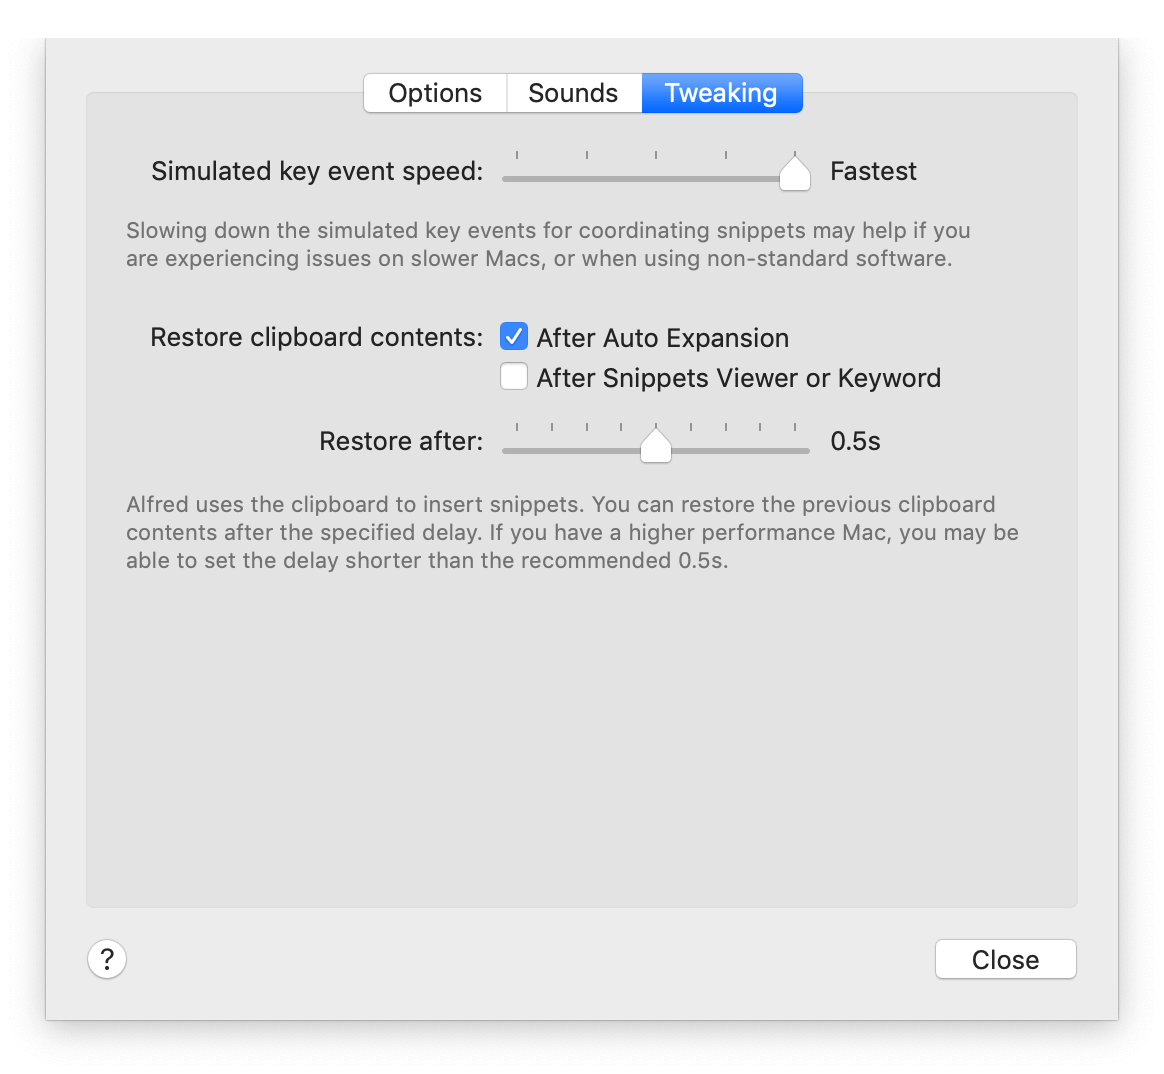 Options Sounds Tweaking
Simulated key event speed: Fastest
Slowing down the simulated key events for coordinating snippets may help if you
are experiencing issues on slower Macs, or when using non-standard software.
Restore clipboard contents: After Auto Expansion
After Snippets Viewer or Keyword
Restore after: 0.5s
Alfred uses the clipboard to insert snippets. You can restore the previous clipboard
contents after the specified delay. If you have a higher performance Mac, you may be
able to set the delay shorter than the recommended 0.5s.
? Close